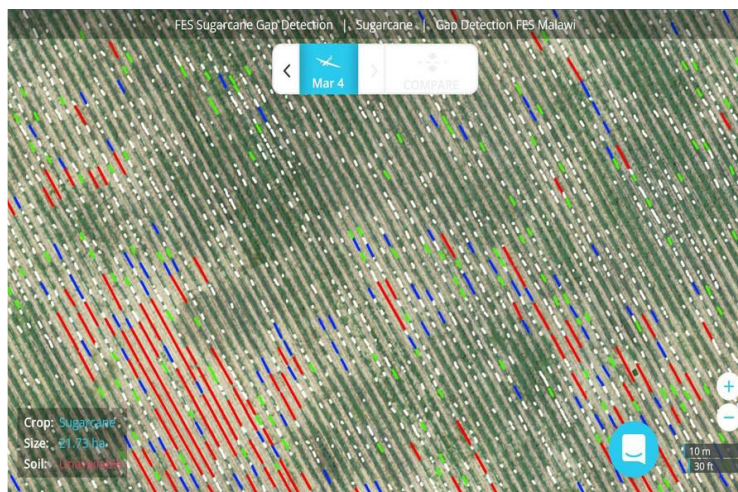 FES Sugarcane Gap Detection | Sugarcane | Gap Detection FES Malawi
Mar 4
COMPARE
Crop: Sugarcane
Size: 21.73 ha
Soil: Unavailable
10 m
30 ft